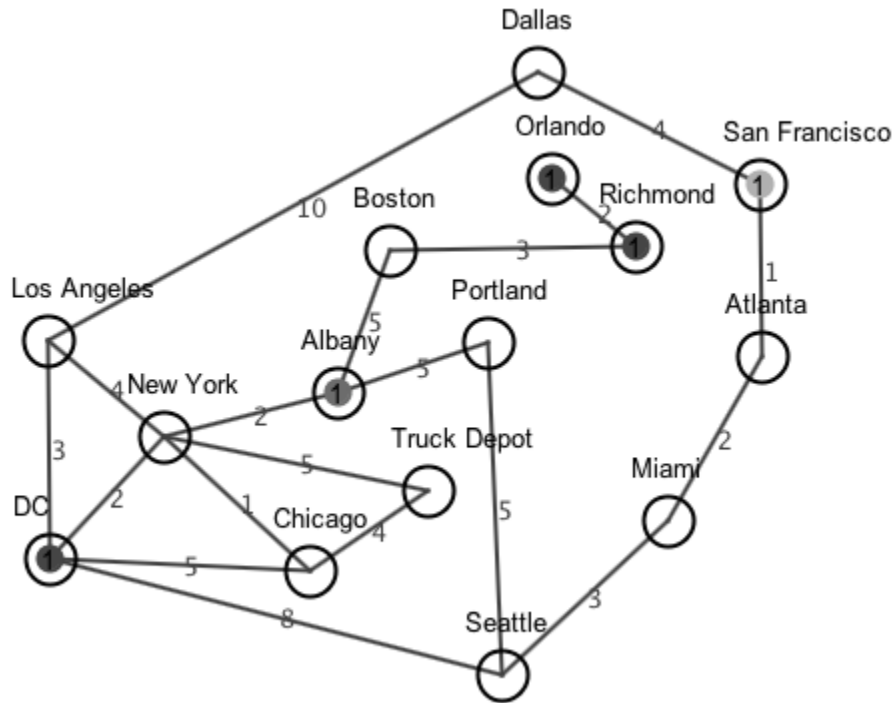 Dallas
Orlando
4
San Francisco
1
1
Richmond
Boston
2
10
1
3
Portland
1
Los Angeles
Atlanta
5
Albany
5
4
New York
1
2
Truck Depot
2
3
5
Miami
2
DC
1
Chicago
5
4
1
5
3
8
Seattle